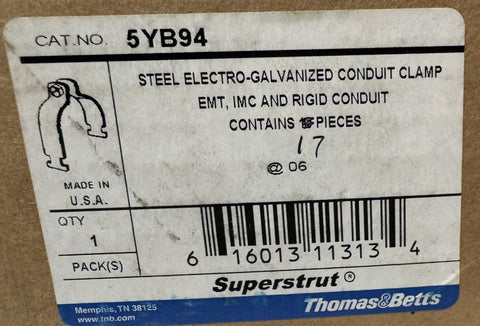 CAT.NO. 5YB94
STEEL ELECTRO-GALVANIZED CONDUIT CLAMP
EMT, IMC AND RIGID CONDUIT
CONTAINS PIECES
17
@ 06
MADE IN
U.S.A.
QTY
1
PACK(S)
6 16013 11313 4
Superstrut ®
Memphis, TN 38125
www.tnb.com
Thomas&Betts